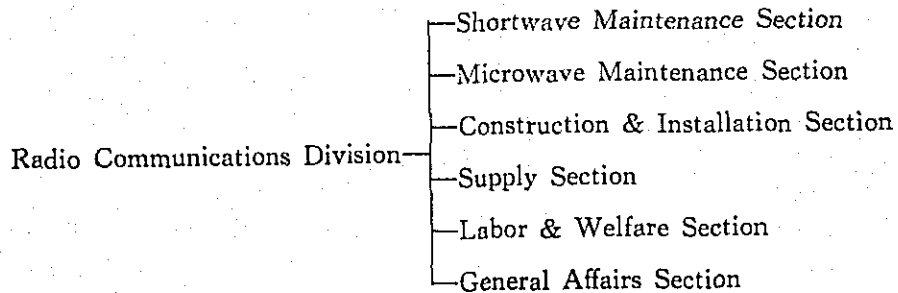 Shortwave Maintenance Section
Microwave Maintenance Section
Construction & Installation Section
Radio Communications Division
Supply Section
Labor & Welfare Section
General Affairs Section